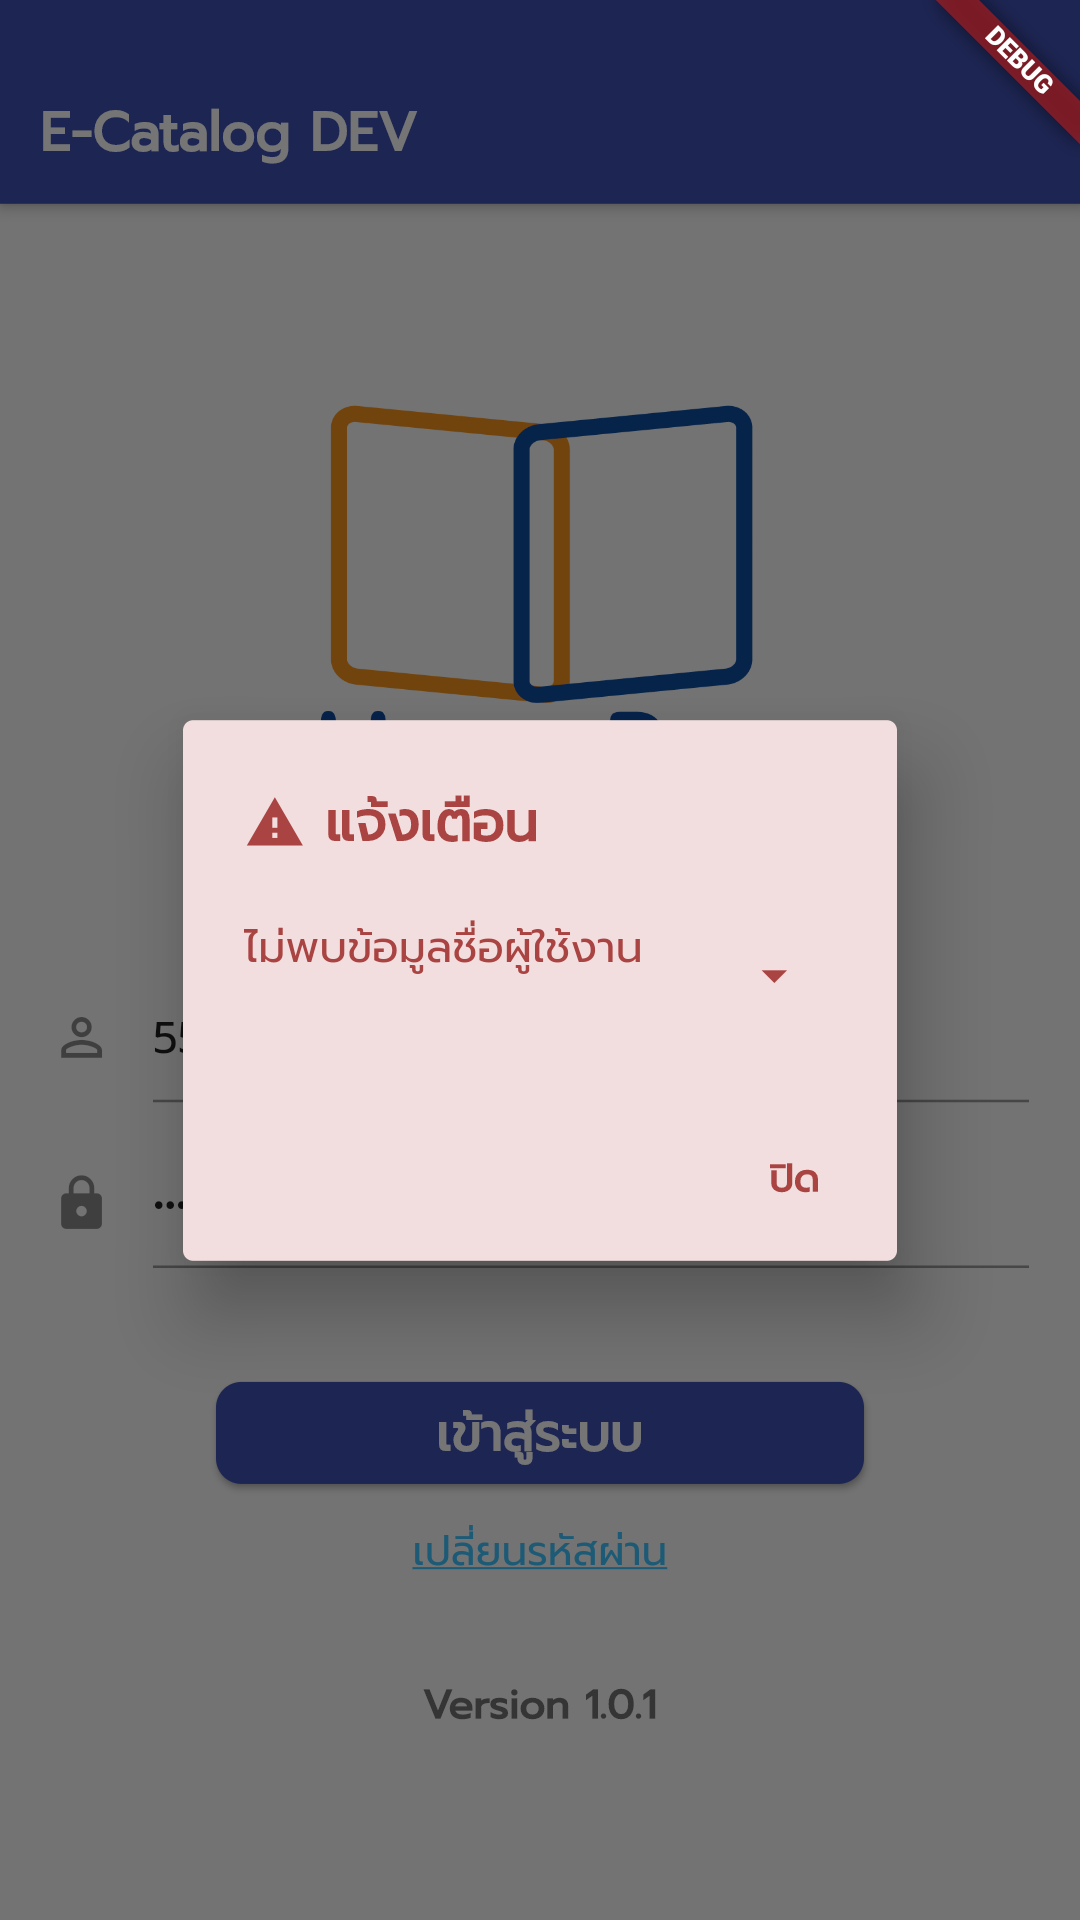 E-Catalog DEV
DEBUG
แจ้งเตือน
ไม่พบข้อมูลชื่อผู้ใช้งาน
ปิด
เข้าสู่ระบบ
เปลี่ยนรหัสผ่าน
Version 1.0.1